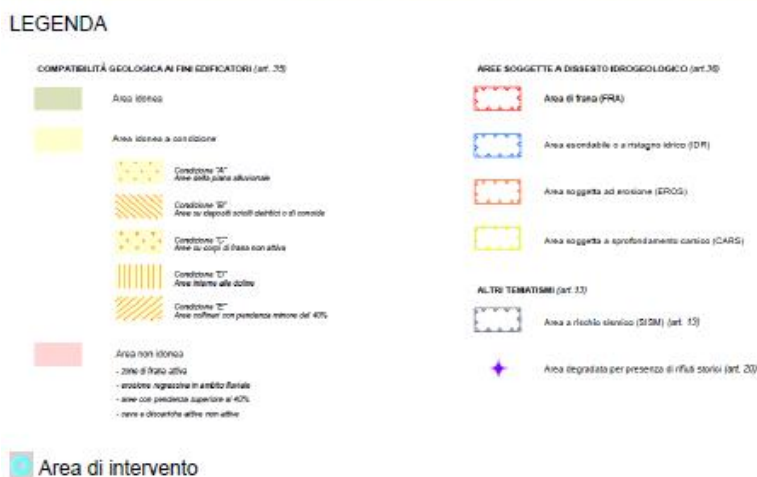 LEGENDA
COMPATIBILITÀ GEOLOGICA AI FINI EDIFICATORI (art. 35)
Area idonea
Area idonea a condizione
Condizione "A"
Aree della piana alluvionale
Condizione "B"
Aree su depositi sciolti detritici o di conoide
Condizione "C"
Aree su corpi di frana non attiva
Condizione "D"
Aree interne alle doline
Condizione "E"
Aree collinari con pendenza minore del 40%
Area non idonea
- zone di frana attiva
- erosione regressiva in ambito fluviale
- aree con pendenza superiore al 40%
- cave e discariche attive non attive
AREE SOGGETTE A DISSESTO IDROGEOLOGICO (art.36)
Area di frana (FRA)
Area esondabile o a ristagno idrico (IDR)
Area soggetta ad erosione (EROS)
Area soggetta a sprofondamento carsico (CARS)
ALTRI TEMATISMI (art. 13)
Area a rischio sismico (SISM) (art. 13)
Area degradata per presenza di rifiuti storici (art. 20)
Area di intervento